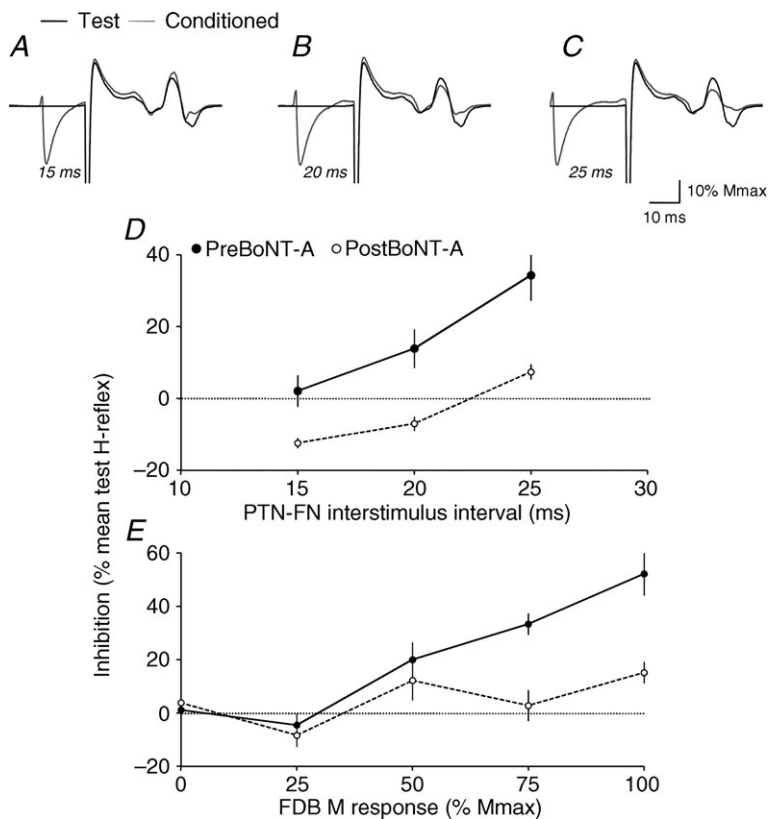 Test Conditioned
A B C
15 ms 20 ms 25 ms
10% Mmax
10 ms
D
PreBoNT-A PostBoNT-A
40
20
0
–20
10 15 20 25 30
PTN-FN interstimulus interval (ms)
Inhibition (% mean test H-reflex)
E
60
40
20
0
–20
0 25 50 75 100
FDB M response (% Mmax)